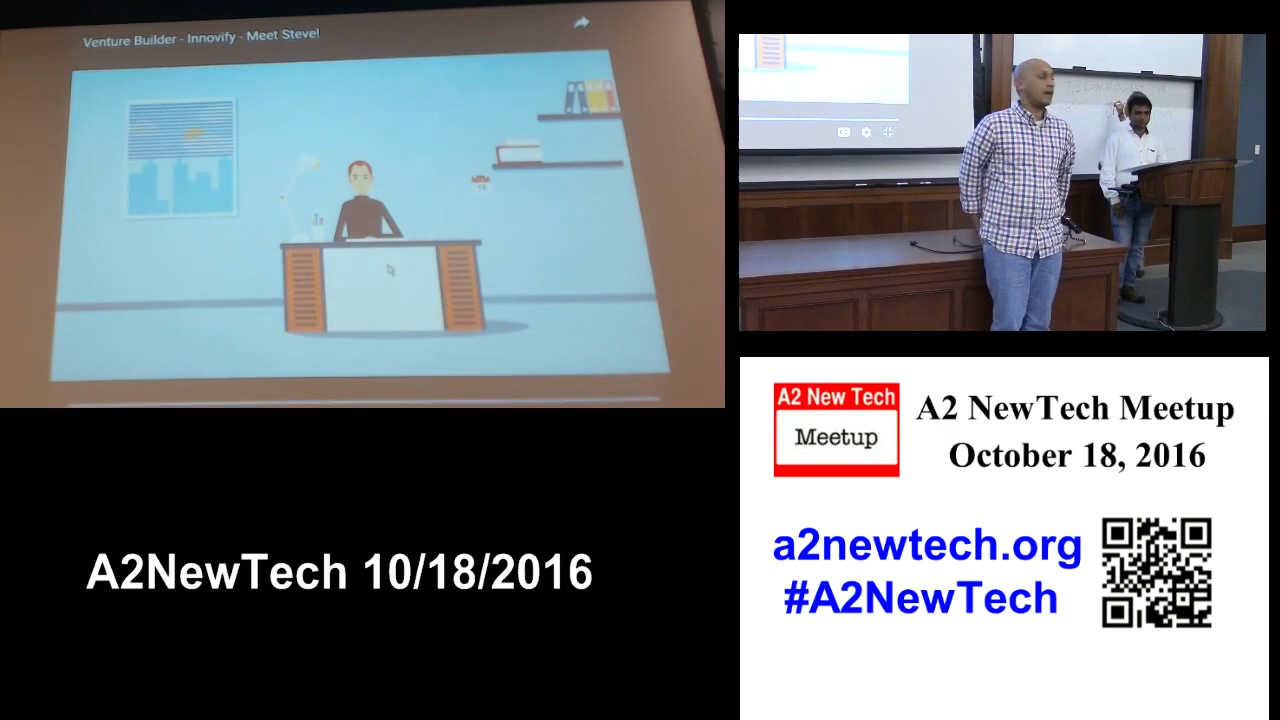 Venture Builder - Innovify - Meet Steve!
A2NewTech 10/18/2016
A2 New Tech
Meetup
A2 NewTech Meetup
October 18, 2016
a2newtech.org
#A2NewTech